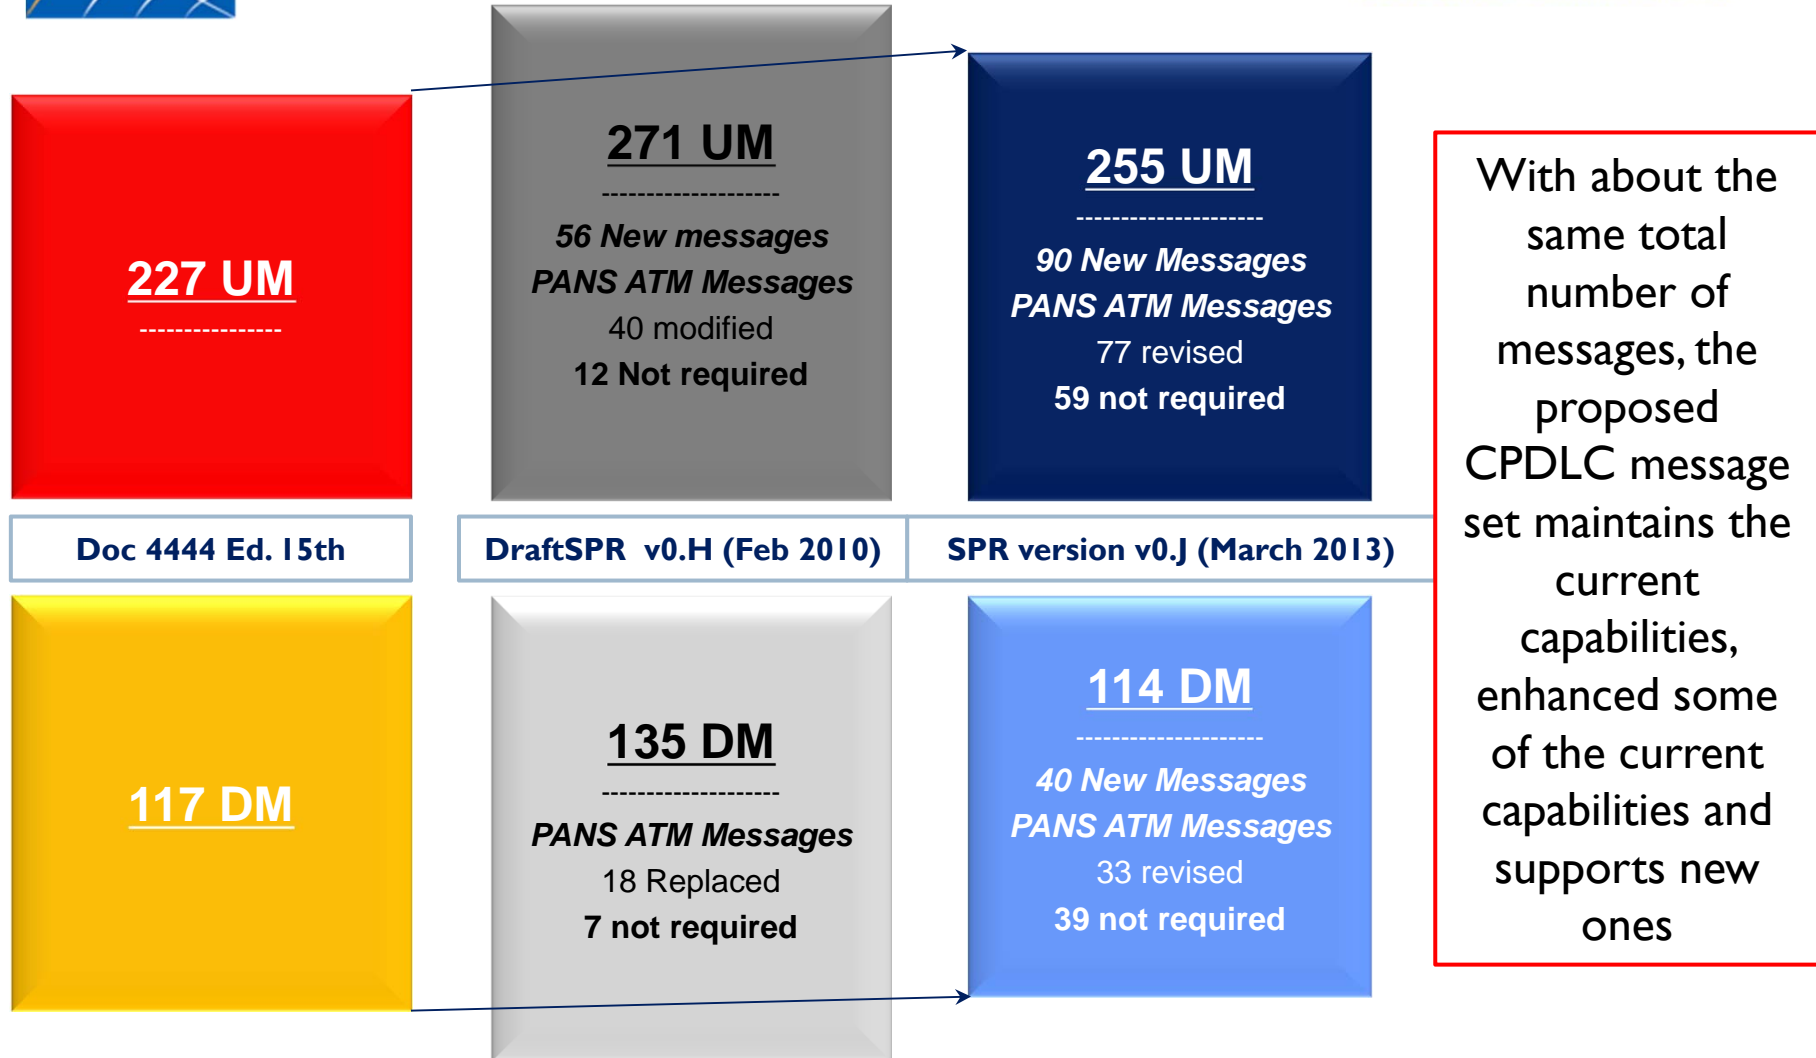 227 UM
----------------
271 UM
--------------------
56 New messages
PANS ATM Messages
40 modified
12 Not required
255 UM
---------------------
90 New Messages
PANS ATM Messages
77 revised
59 not required
Doc 4444 Ed. 15th
DraftSPR v0.H (Feb 2010)
SPR version v0.J (March 2013)
117 DM
135 DM
--------------------
PANS ATM Messages
18 Replaced
7 not required
114 DM
---------------------
40 New Messages
PANS ATM Messages
33 revised
39 not required
With about the
same total
number of
messages, the
proposed
CPDLC message
set maintains the
current
capabilities,
enhanced some
of the current
capabilities and
supports new
ones